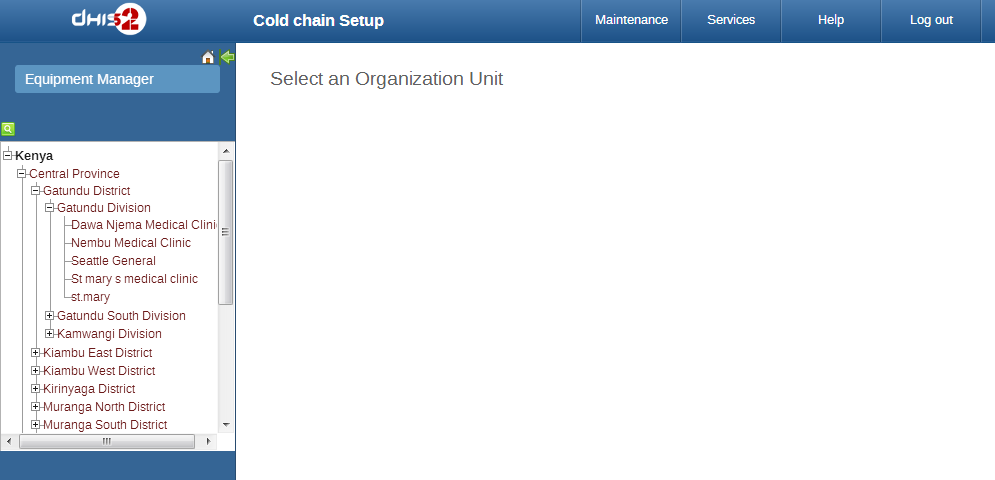 dhis 2
Cold chain Setup
Maintenance
Services
Help
Log out
Equipment Manager
Select an Organization Unit
Kenya
Central Province
Gatundu District
Gatundu Division
Dawa Njema Medical Clini
Nembu Medical Clinic
Seattle General
St mary s medical clinic
st.mary
Gatundu South Division
Kamwangi Division
Kiambu East District
Kiambu West District
Kirinyaga District
Muranga North District
Muranga South District